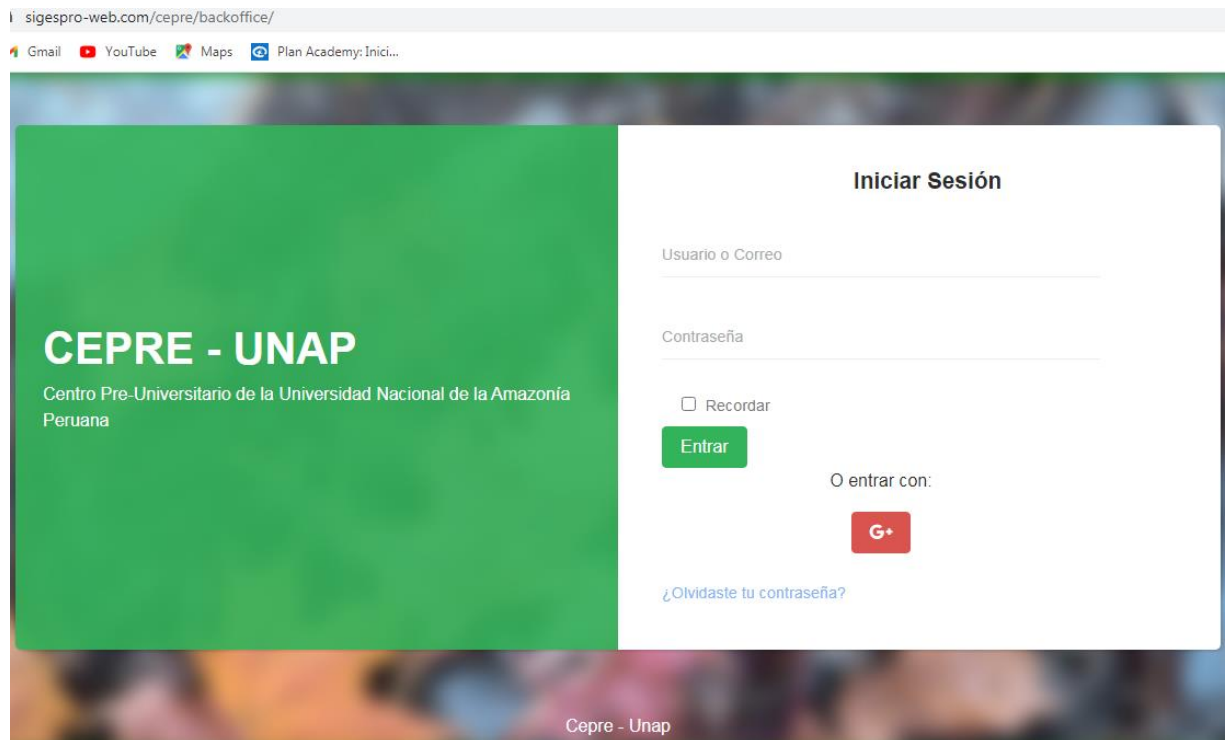 sigespro-web.com/cepre/backoffice/
Gmail YouTube Maps Plan Academy: Inici...
Iniciar Sesión
Usuario o Correo
CEPRE - UNAP
Contraseña
Centro Pre-Universitario de la Universidad Nacional de la Amazonía
Peruana
Recordar
Entrar
O entrar con:
G+
¿Olvidaste tu contraseña?
Cepre - Unap